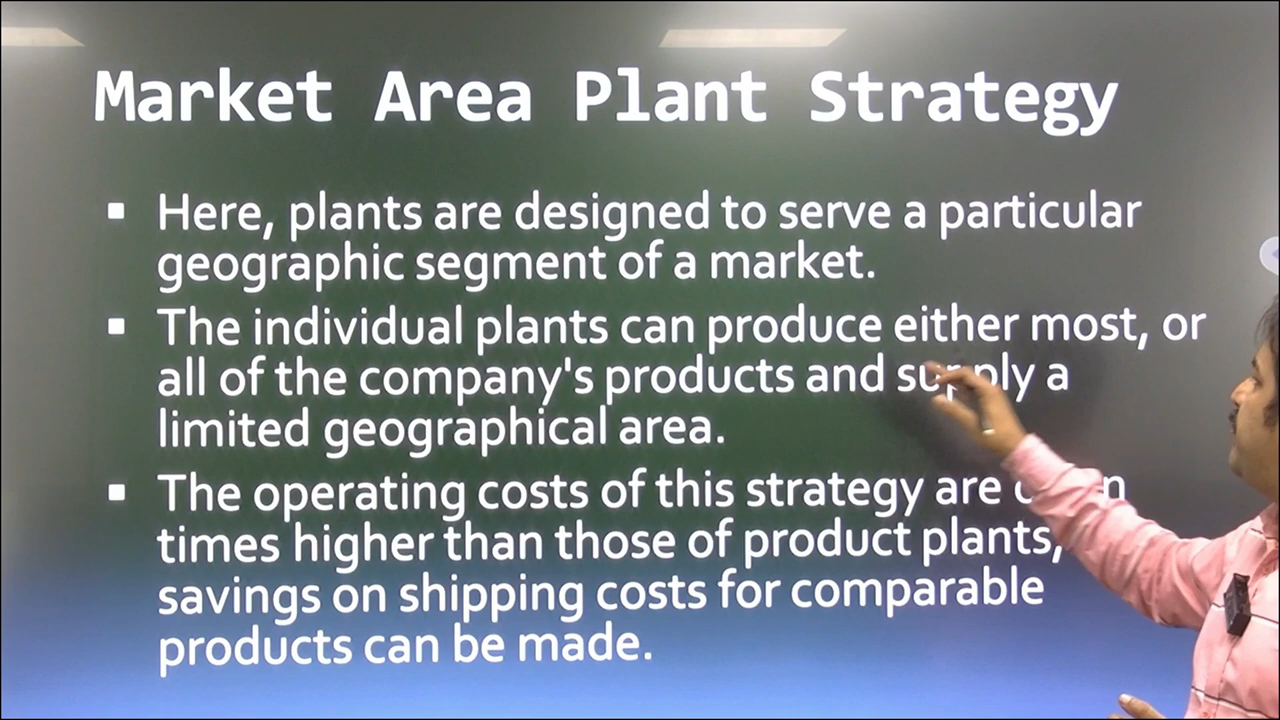 Market Area Plant Strategy
Here, plants are designed to serve a particular
geographic segment of a market.
The individual plants can produce either most, or
all of the company's products and supply a
limited geographical area.
The operating costs of this strategy are
times higher than those of product plants,
savings on shipping costs for comparable
products can be made.